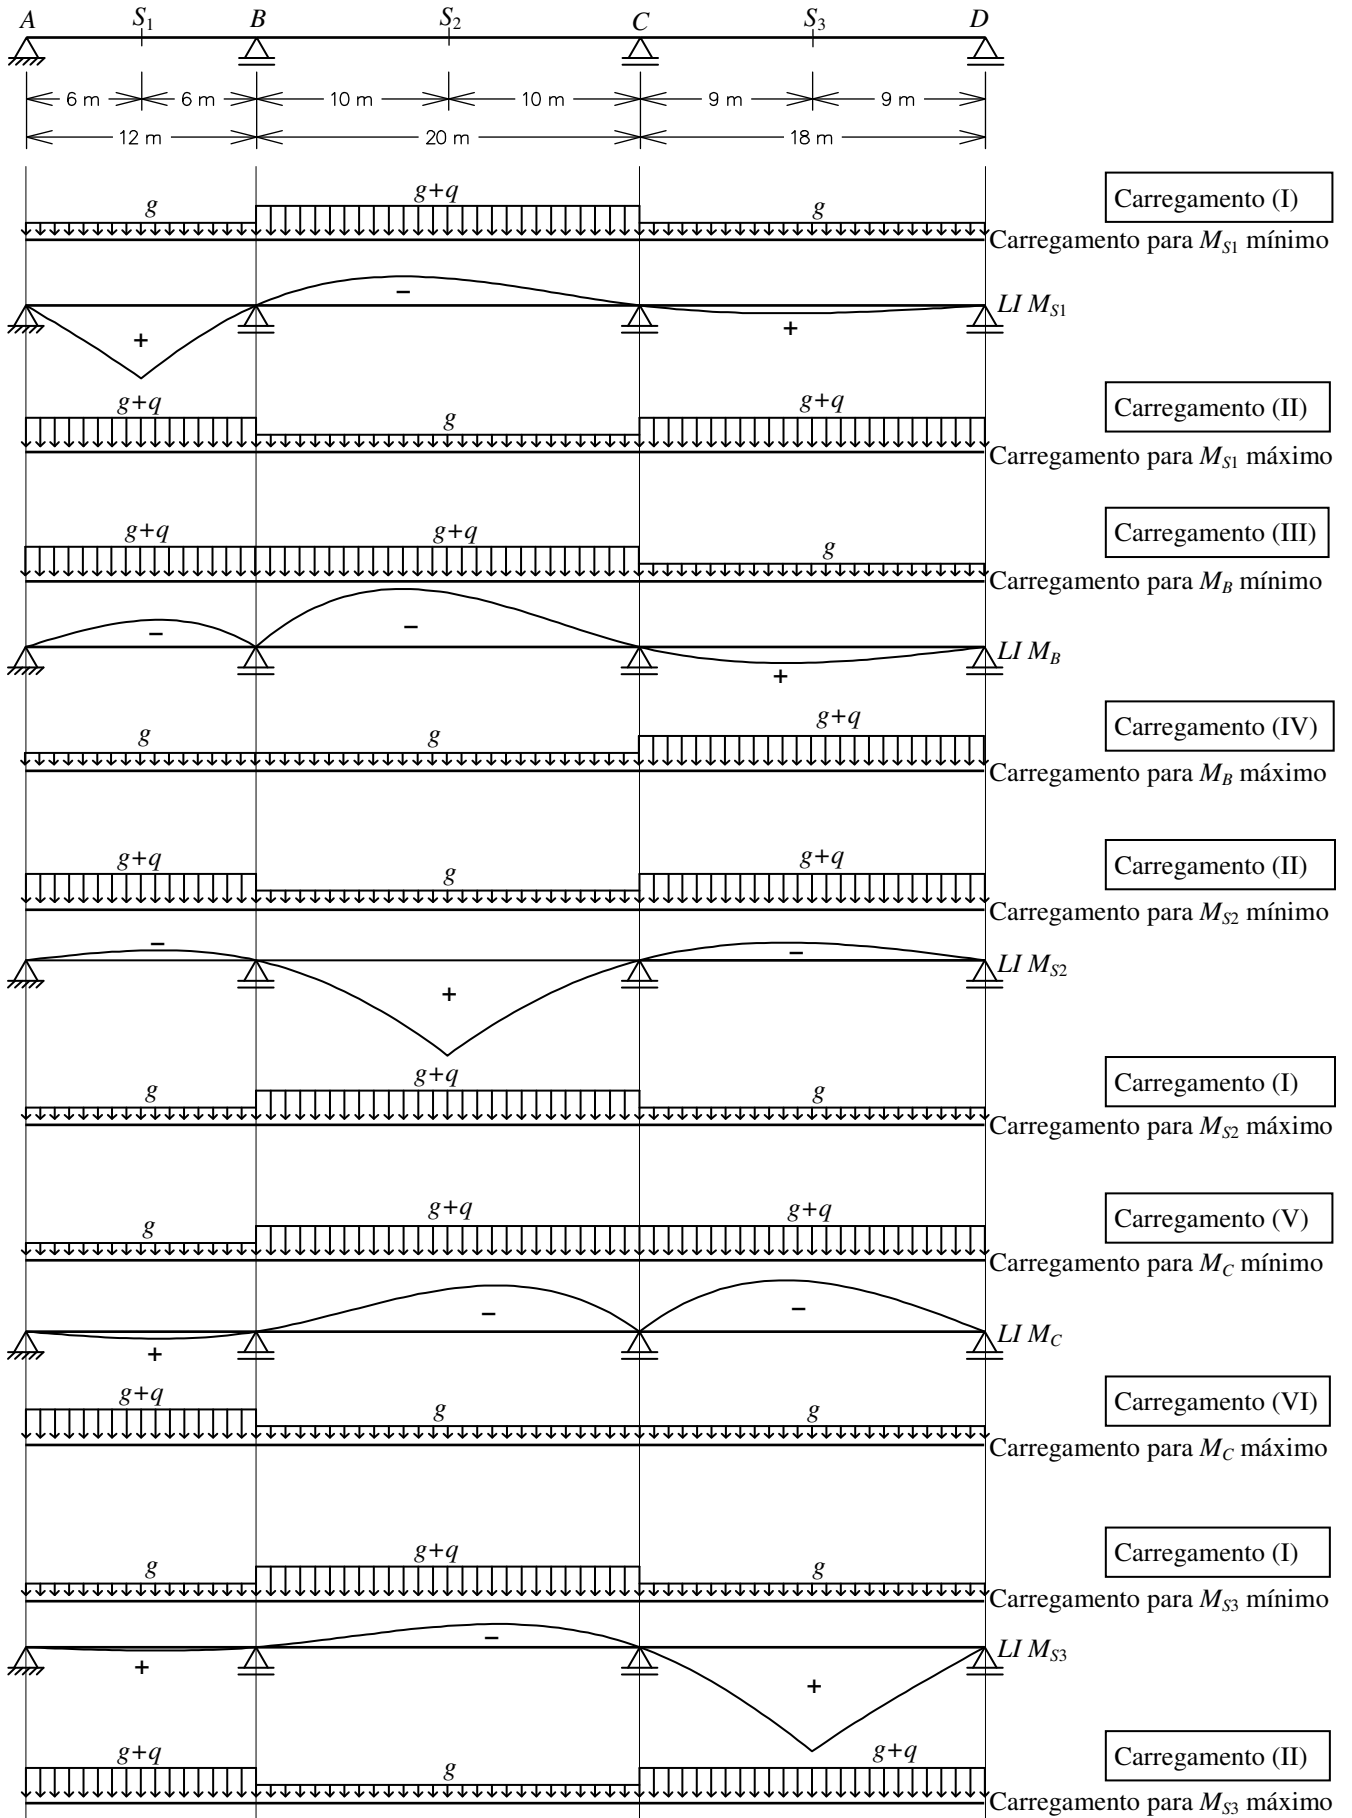 A S1 B S2 C S3 D
6 m 6 m 10 m 10 m 9 m 9 m
12 m 20 m 18 m
g g+q g Carregamento (I)
Carregamento para MS1 mínimo
− LI MS1
+ +
g+q g g+q Carregamento (II)
Carregamento para MS1 máximo
g+q g+q g Carregamento (III)
Carregamento para MB mínimo
− − LI MB
+
g g g+q Carregamento (IV)
Carregamento para MB máximo
g+q g g+q Carregamento (II)
Carregamento para MS2 mínimo
− − LI MS2
+
g g+q g Carregamento (I)
Carregamento para MS2 máximo
g g+q g+q Carregamento (V)
Carregamento para MC mínimo
− − LI MC
+
g+q g g Carregamento (VI)
Carregamento para MC máximo
g g+q g Carregamento (I)
Carregamento para MS3 mínimo
− LI MS3
+ +
g+q g g+q Carregamento (II)
Carregamento para MS3 máximo